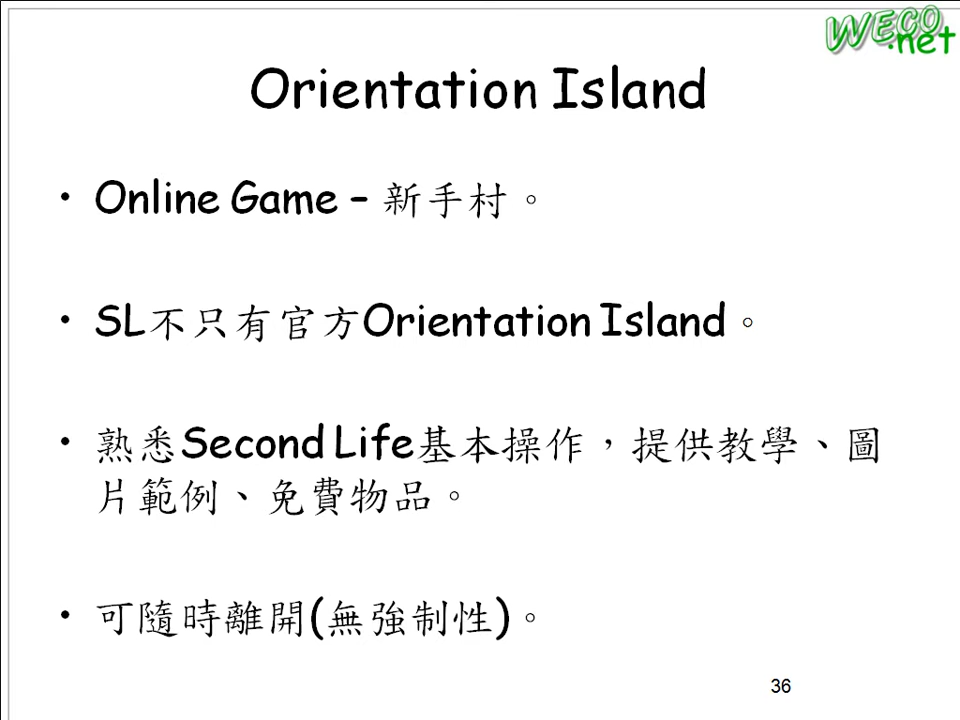 WECO
.net
Orientation Island
• Online Game – 新手村。
• SL不只有官方Orientation Island。
• 熟悉Second Life基本操作，提供教學、圖
片範例、免費物品。
• 可隨時離開(無強制性)。
36